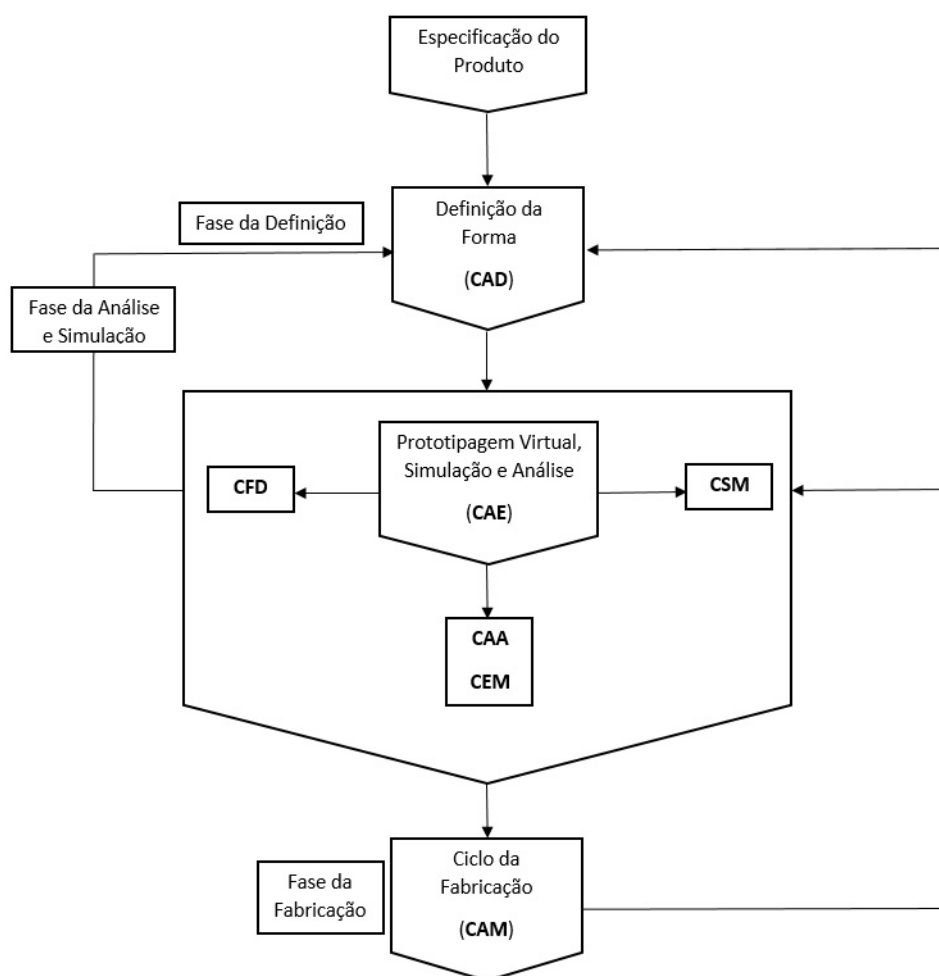 Especificação do
Produto
Fase da Definição
Definição da
Forma
(CAD)
Fase da Análise
e Simulação
Prototipagem Virtual,
Simulação e Análise
(CAE)
CFD
CSM
CAA
CEM
Fase da
Fabricação
Ciclo da
Fabricação
(CAM)